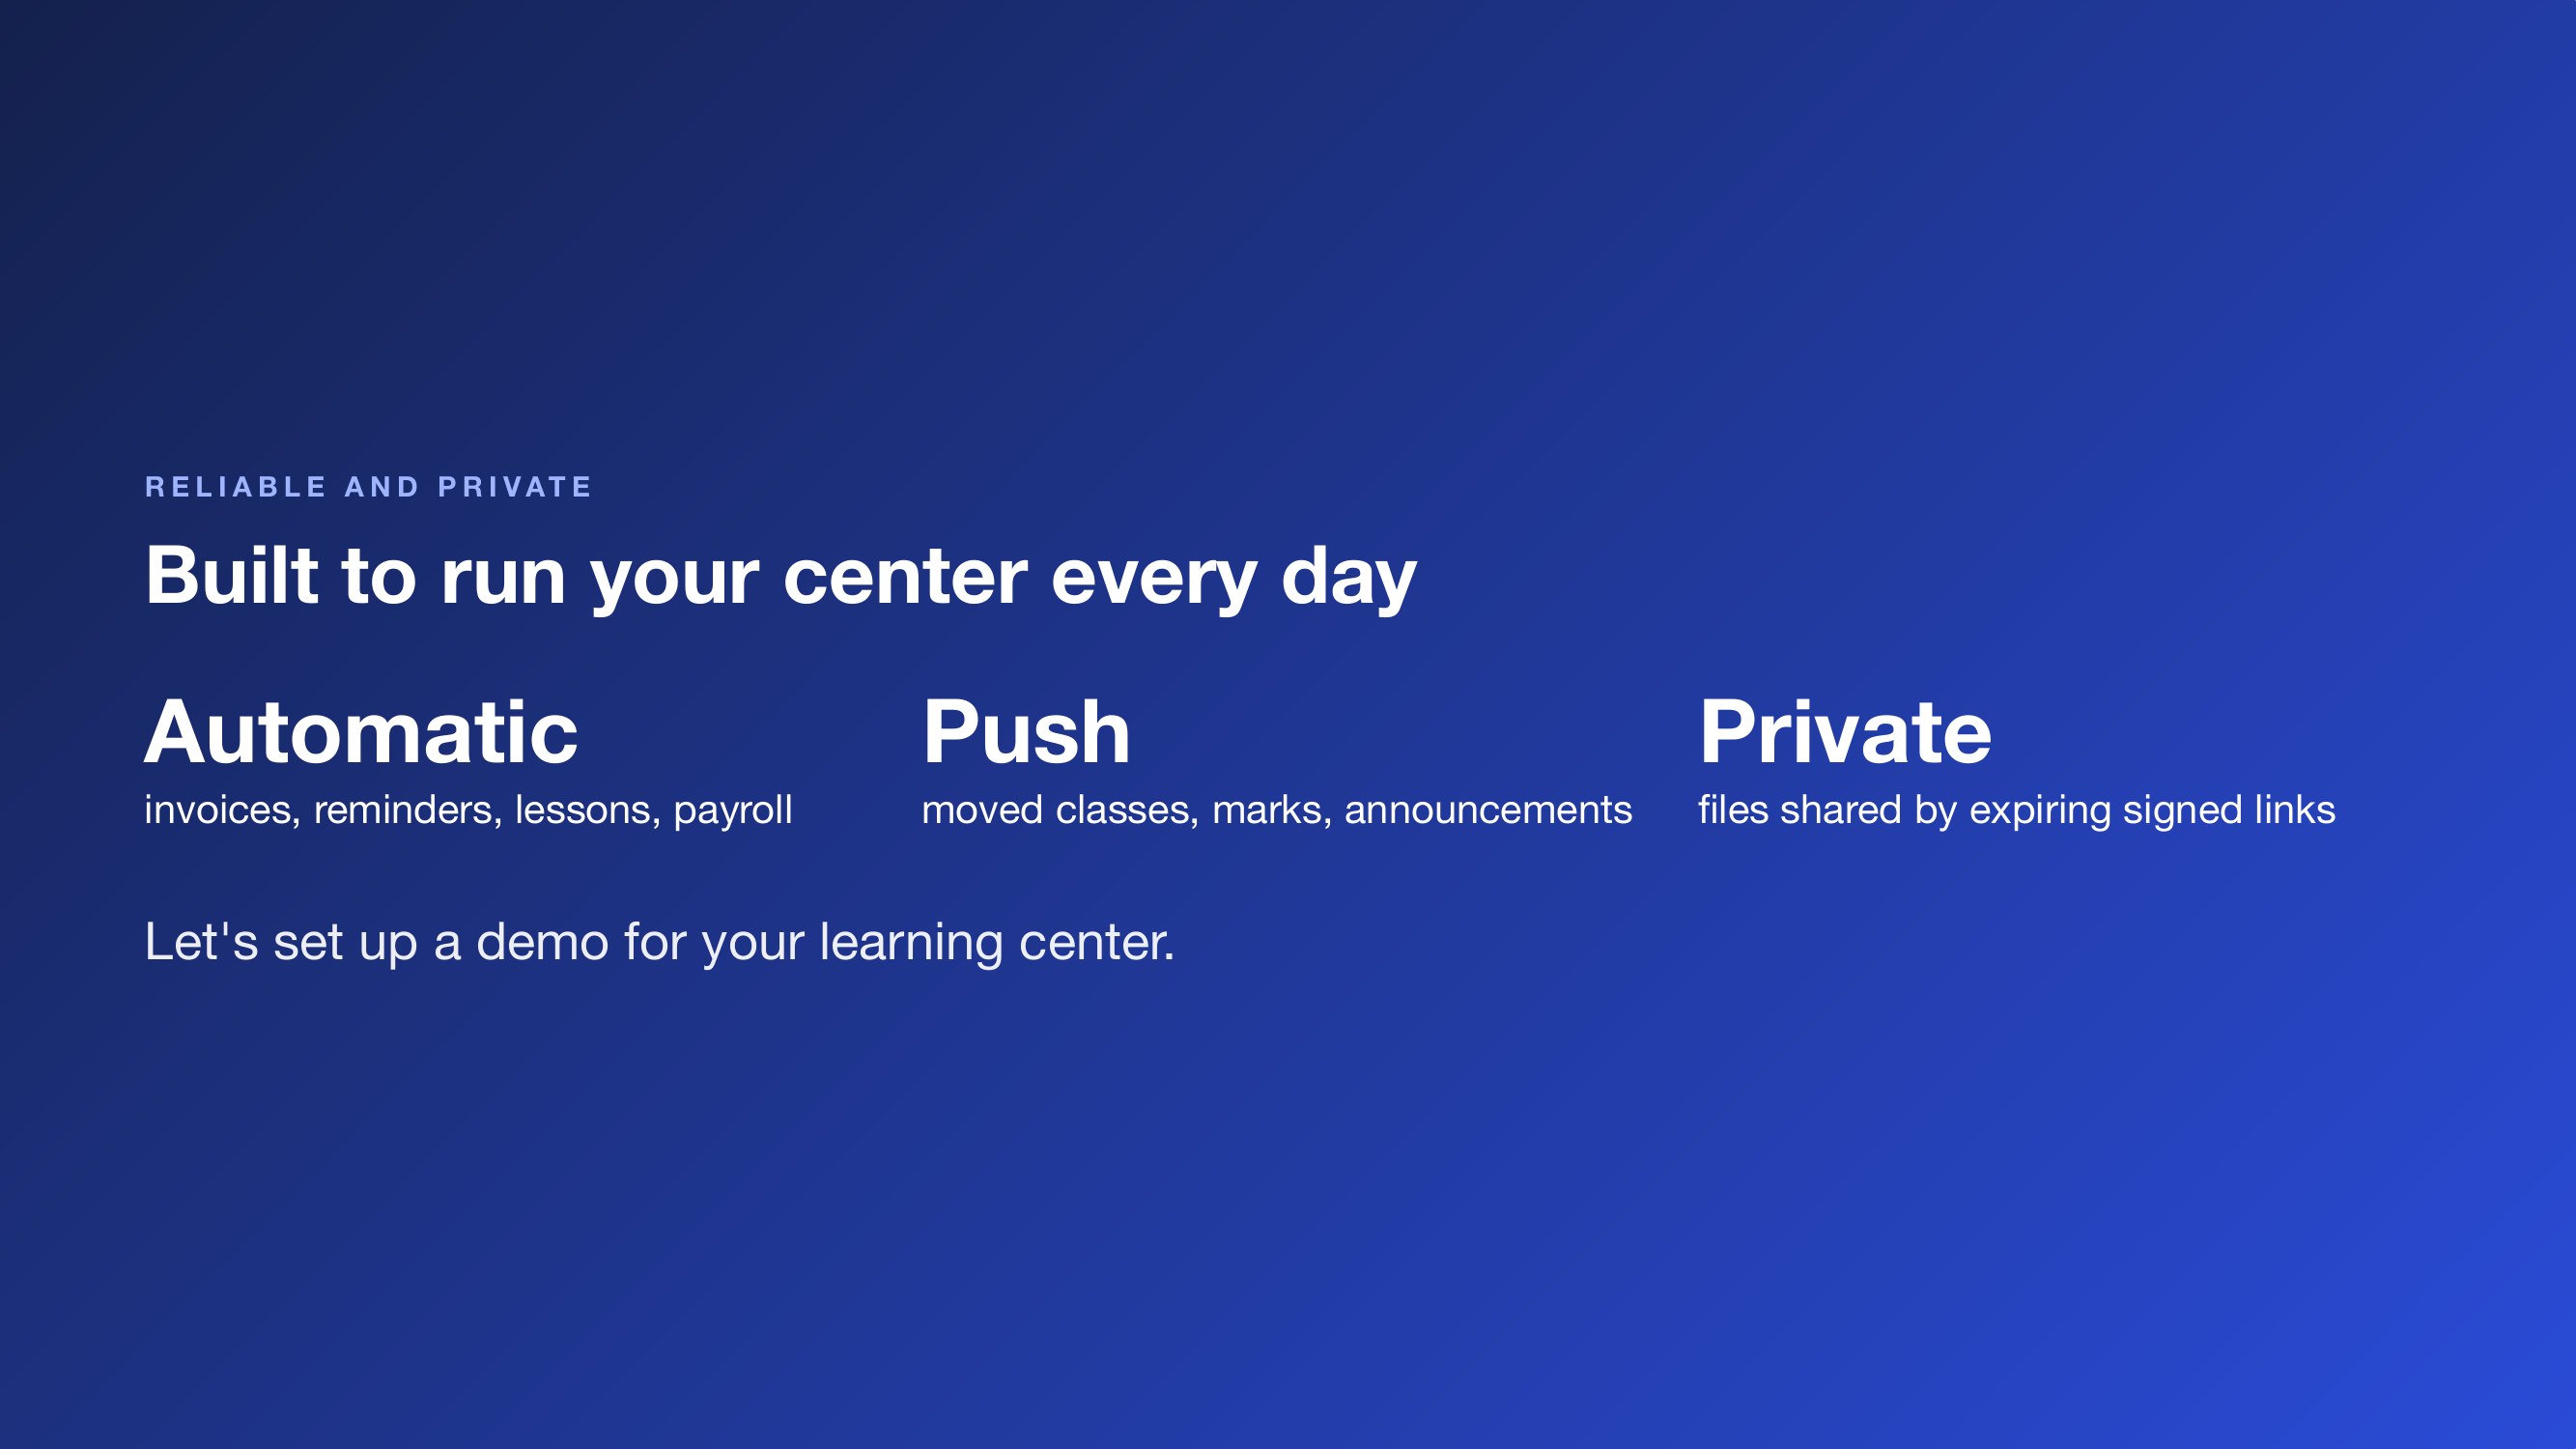 RELIABLE AND PRIVATE
Built to run your center every day
Automatic
invoices, reminders, lessons, payroll
Push
moved classes, marks, announcements
Private
files shared by expiring signed links
Let's set up a demo for your learning center.